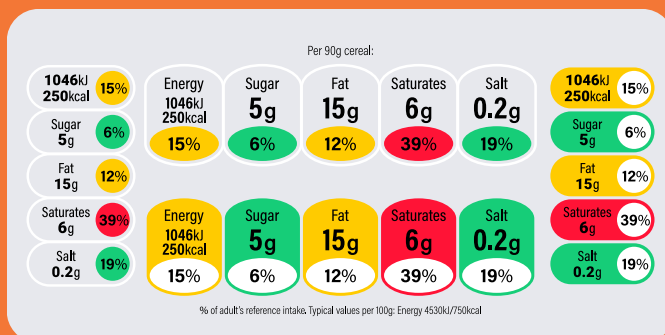 Per 90g cereal:
1046kJ
250kcal
15%
Sugar
5g
6%
Fat
15g
12%
Saturates
6g
39%
Salt
0.2g
19%
Energy
1046kJ
250kcal
15%
Sugar
5g
6%
Fat
15g
12%
Saturates
6g
39%
Salt
0.2g
19%
Energy
1046kJ
250kcal
15%
Sugar
5g
6%
Fat
15g
12%
Saturates
6g
39%
Salt
0.2g
19%
1046kJ
250kcal
15%
Sugar
5g
6%
Fat
15g
12%
Saturates
6g
39%
Salt
0.2g
19%
% of adult's reference intake. Typical values per 100g: Energy 4530kJ/750kcal